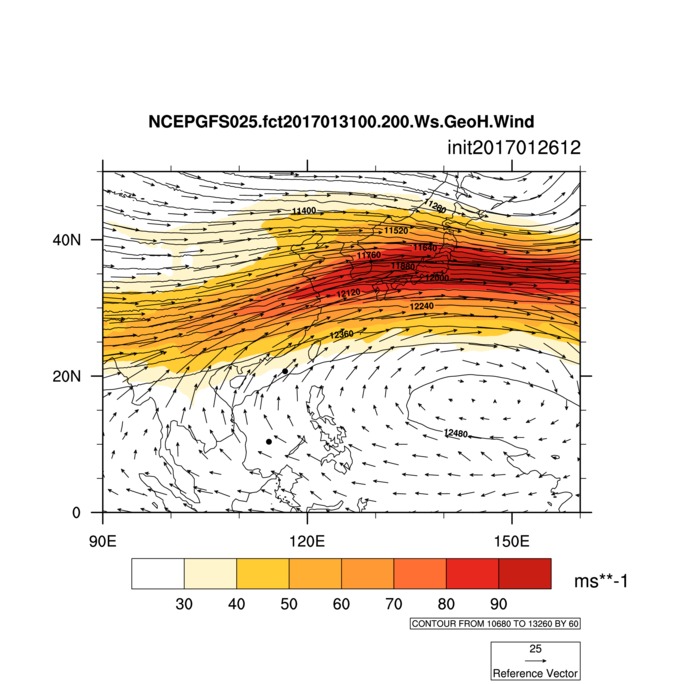 NCEPGFS025.fct2017013100.200.Ws.GeoH.Wind
init2017012612
11400
11280
11520
11640
11760
11880
12000
12120
12240
12360
12480
40N
20N
0
90E 120E 150E
30 40 50 60 70 80 90
ms**-1
CONTOUR FROM 10680 TO 13260 BY 60
25
Reference Vector